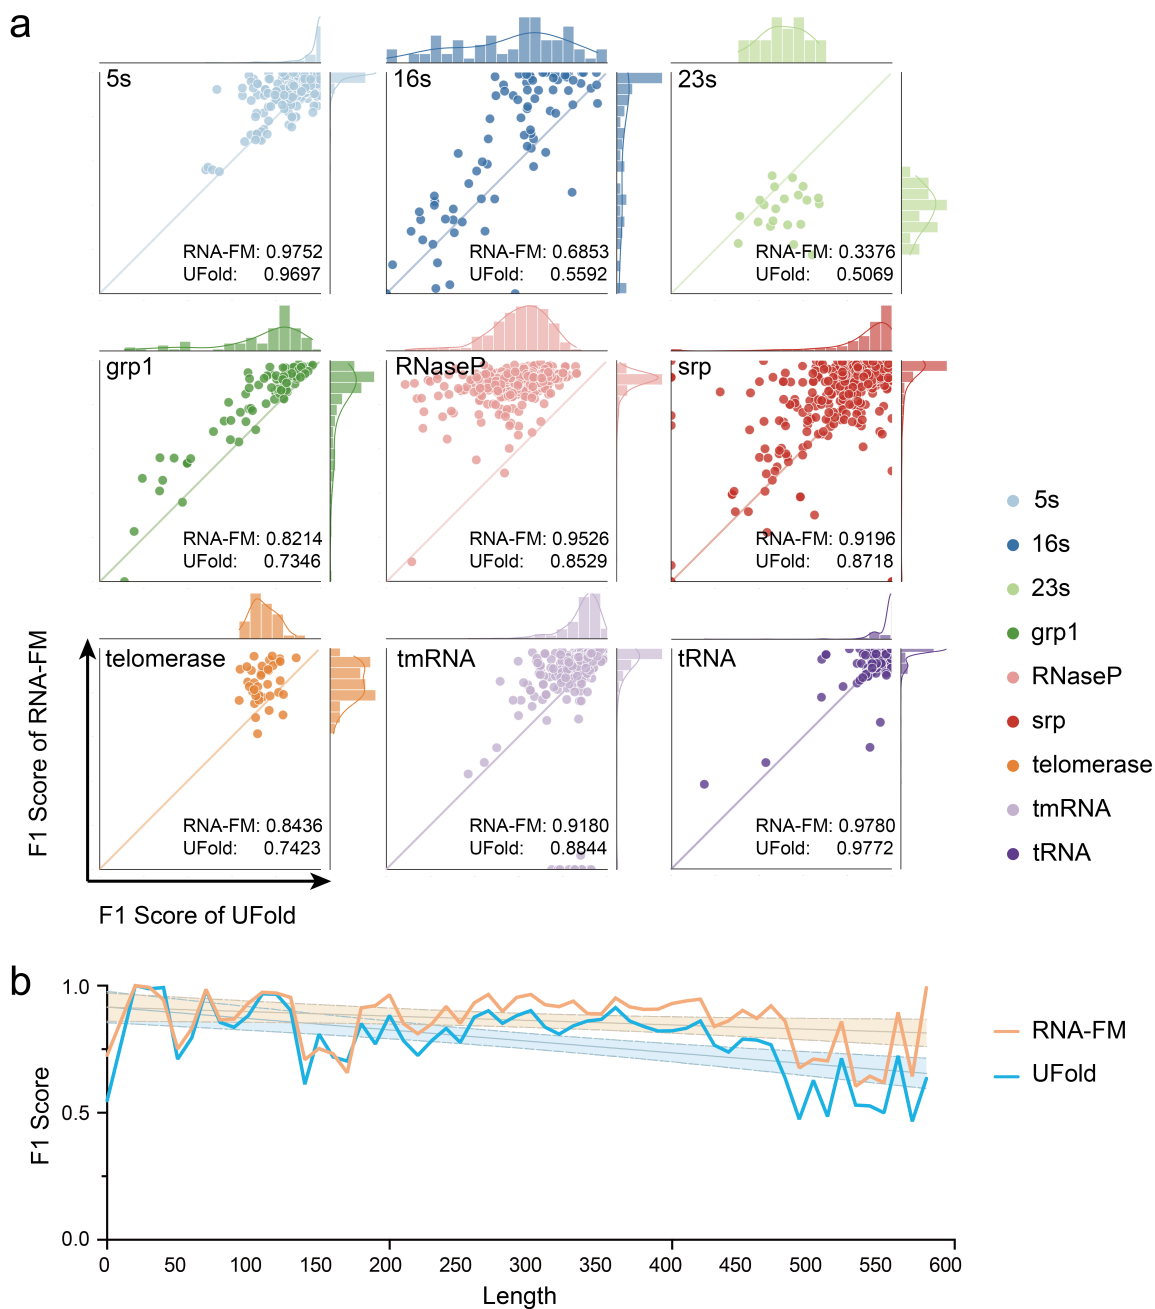 a
5s
RNA-FM: 0.9752
UFold: 0.9697
16s
RNA-FM: 0.6853
UFold: 0.5592
23s
RNA-FM: 0.3376
UFold: 0.5069
grp1
RNA-FM: 0.8214
UFold: 0.7346
RNaseP
RNA-FM: 0.9526
UFold: 0.8529
srp
RNA-FM: 0.9196
UFold: 0.8718
telomerase
RNA-FM: 0.8436
UFold: 0.7423
tmRNA
RNA-FM: 0.9180
UFold: 0.8844
tRNA
RNA-FM: 0.9780
UFold: 0.9772
F1 Score of RNA-FM
F1 Score of UFold
5s
16s
23s
grp1
RNaseP
srp
telomerase
tmRNA
tRNA
b
1.0
0.5
0.0
F1 Score
0 50 100 150 200 250 300 350 400 450 500 550 600
Length
RNA-FM
UFold